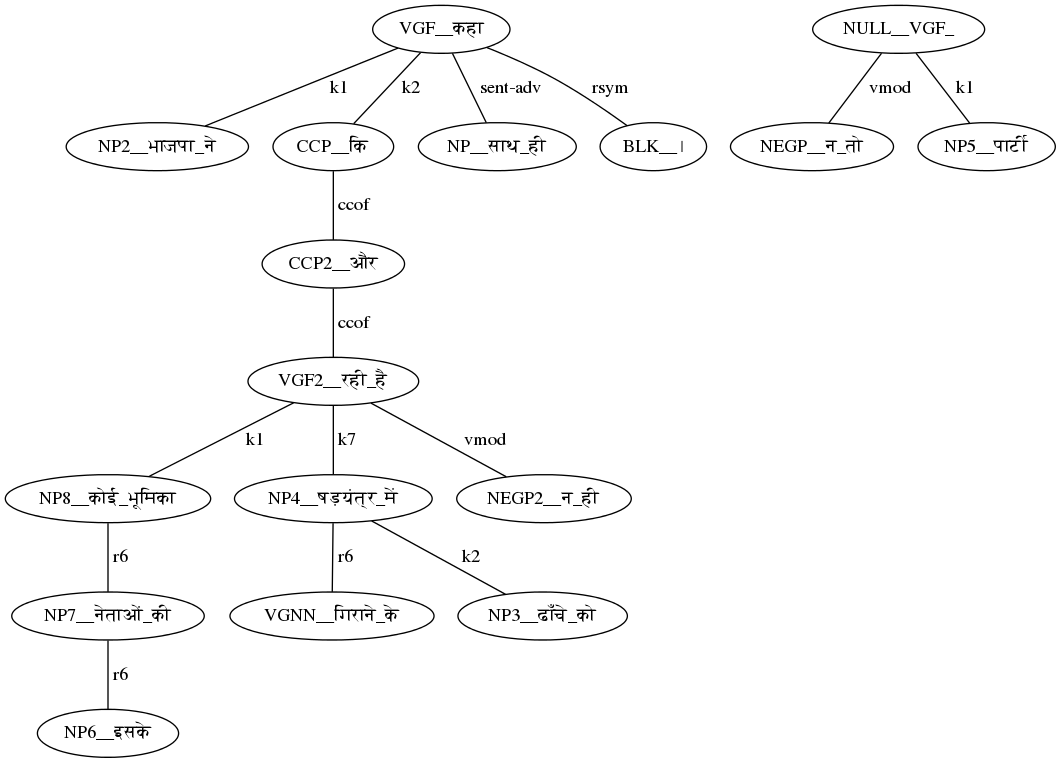 VGF__कहा NULL__VGF_
k1 k2 sent-adv rsym vmod k1
NP2__भाजपा_ने CCP__कि NP__साथ_ही BLK__। NEGP__न_तो NP5__पार्टी
ccof
CCP2__और
ccof
VGF2__रही_है
k1 k7 vmod
NP8__कोई_भूमिका NP4__षड़यंत्र_में NEGP2__न_ही
r6 r6 k2
NP7__नेताओं_की VGNN__गिराने_के NP3__ढाँचे_को
r6
NP6__इसके